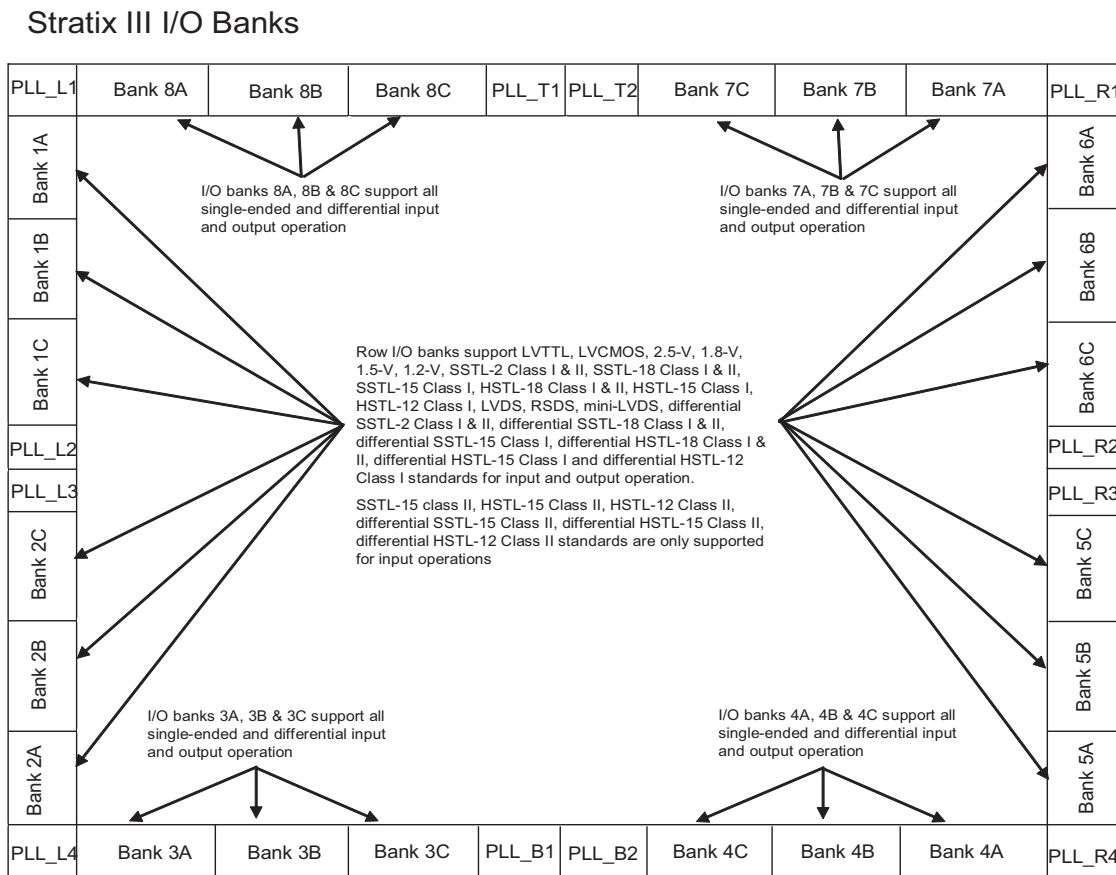 Stratix III I/O Banks
PLL_L1
Bank 8A
Bank 8B
Bank 8C
PLL_T1
PLL_T2
Bank 7C
Bank 7B
Bank 7A
PLL_R1
Bank 1A
Bank 1B
Bank 1C
PLL_L2
PLL_L3
Bank 2C
Bank 2B
Bank 2A
I/O banks 8A, 8B & 8C support all
single-ended and differential input
and output operation
I/O banks 7A, 7B & 7C support all
single-ended and differential input
and output operation
Row I/O banks support LVTTL, LVCMOS, 2.5-V, 1.8-V,
1.5-V, 1.2-V, SSTL-2 Class I & II, SSTL-18 Class I & II,
SSTL-15 Class I, HSTL-18 Class I & II, HSTL-15 Class I,
HSTL-12 Class I, LVDS, RSDS, mini-LVDS, differential
SSTL-2 Class I & II, differential SSTL-18 Class I & II,
differential SSTL-15 Class I, differential HSTL-18 Class I &
II, differential HSTL-15 Class I and differential HSTL-12
Class I standards for input and output operation.
SSTL-15 class II, HSTL-15 Class II, HSTL-12 Class II,
differential SSTL-15 Class II, differential HSTL-15 Class II,
differential HSTL-12 Class II standards are only supported
for input operations
I/O banks 3A, 3B & 3C support all
single-ended and differential input
and output operation
I/O banks 4A, 4B & 4C support all
single-ended and differential input
and output operation
Bank 6A
Bank 6B
Bank 6C
PLL_R2
PLL_R3
Bank 5C
Bank 5B
Bank 5A
PLL_L4
Bank 3A
Bank 3B
Bank 3C
PLL_B1
PLL_B2
Bank 4C
Bank 4B
Bank 4A
PLL_R4